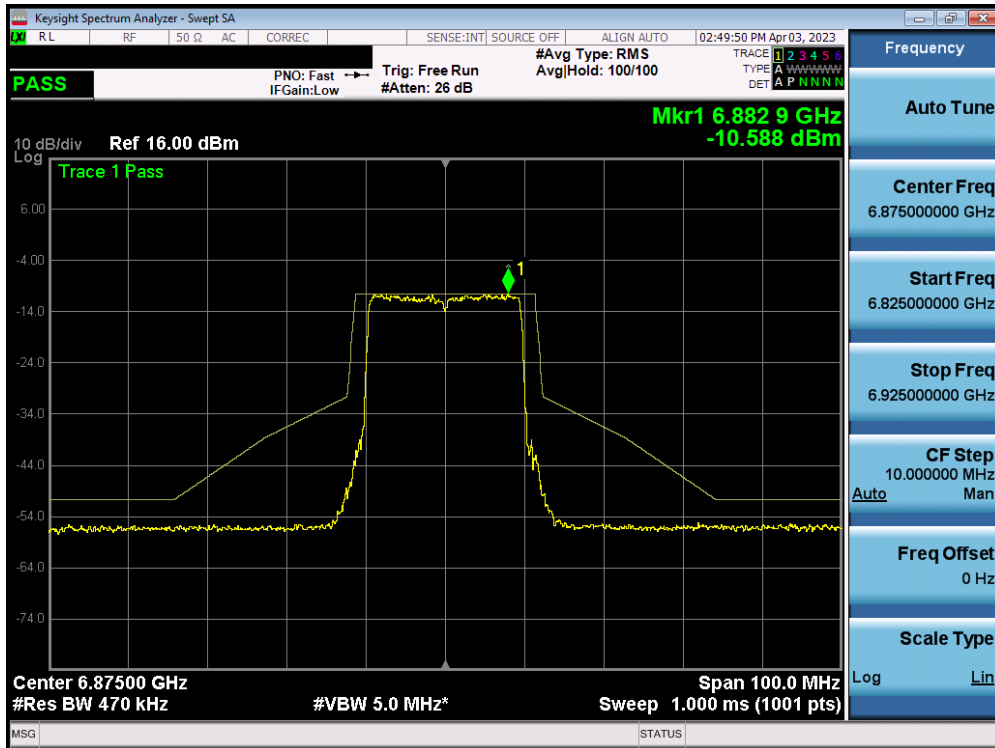 Keysight Spectrum Analyzer - Swept SA
LXI RL RF 50 Ω AC CORREC SENSE:INT SOURCE OFF ALIGN AUTO 02:49:50 PM Apr 03, 2023
PASS
PNO: Fast
IFGain:Low
Trig: Free Run
#Atten: 26 dB
#Avg Type: RMS
Avg|Hold: 100/100
TRACE 1 2 3 4 5 6
TYPE A WWWWW
DET A P N N N N
Mkr1 6.882 9 GHz
-10.588 dBm
10 dB/div Ref 16.00 dBm
Log
Trace 1 Pass
1
6.00
-4.00
-14.0
-24.0
-34.0
-44.0
-54.0
-64.0
-74.0
Center 6.87500 GHz Span 100.0 MHz
#Res BW 470 kHz #VBW 5.0 MHz* Sweep 1.000 ms (1001 pts)
MSG STATUS
Frequency
Auto Tune
Center Freq
6.875000000 GHz
Start Freq
6.825000000 GHz
Stop Freq
6.925000000 GHz
CF Step
10.000000 MHz
Auto Man
Freq Offset
0 Hz
Scale Type
Log Lin